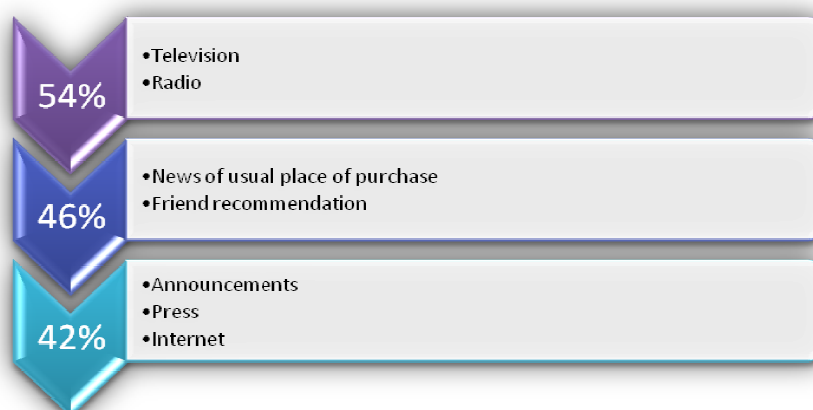 54%
•Television
•Radio
46%
•News of usual place of purchase
•Friend recommendation
42%
•Announcements
•Press
•Internet